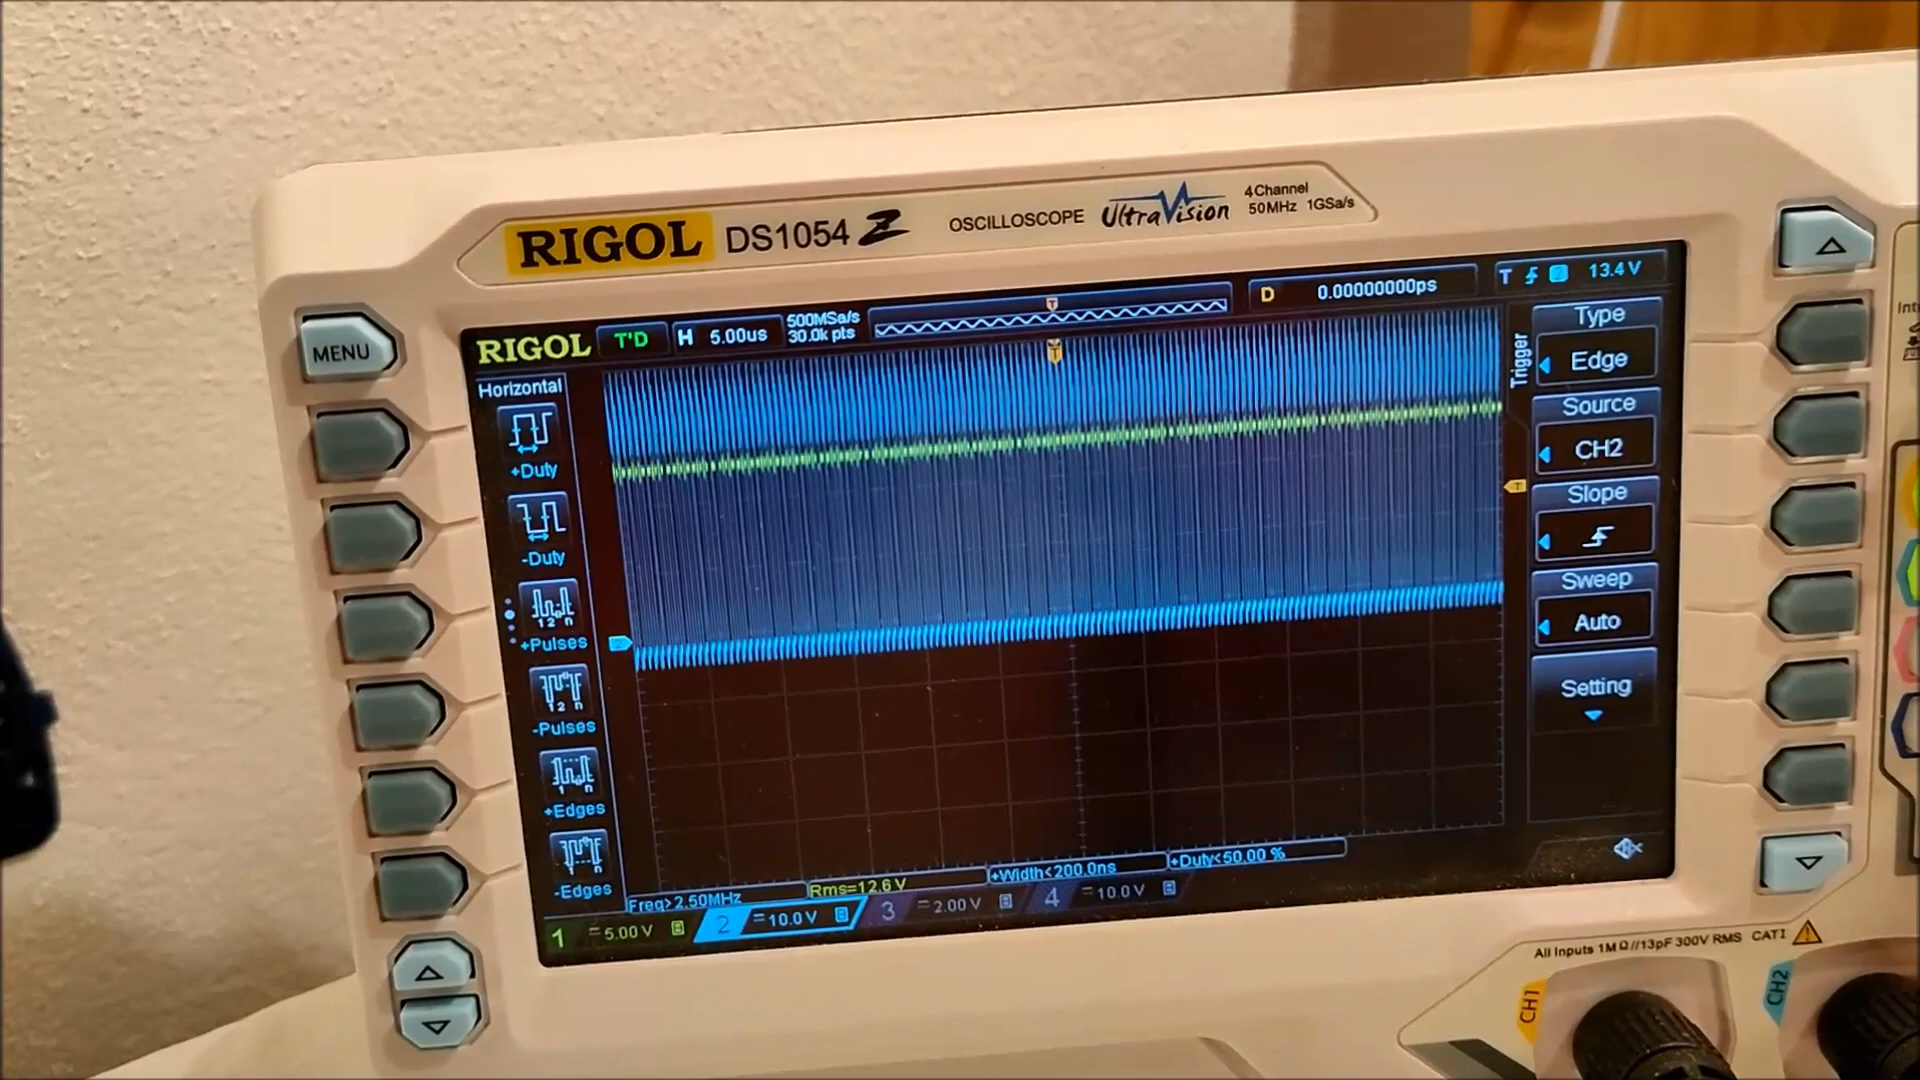 RIGOL DS1054 Z OSCILLOSCOPE UltraVision 4Channel 50MHz 1GSa/s
MENU
RIGOL T'D H 5.00us 500MSa/s 30.0k pts D 0.00000000ps T 2 13.4 V
Horizontal
+Duty
-Duty
+Pulses
-Pulses
+Edges
-Edges
T
T
T
Trigger
Type
Edge
Source
CH2
Slope
Sweep
Auto
Setting
Freq>2.50MHz Rms=12.6 V +Width<200.0ns +Duty<50.00 %
1 = 5.00 V B 2 = 10.0 V B 3 = 2.00 V B 4 = 10.0 V B
All Inputs 1MΩ//13pF 300V RMS CATI
CH1
CH2